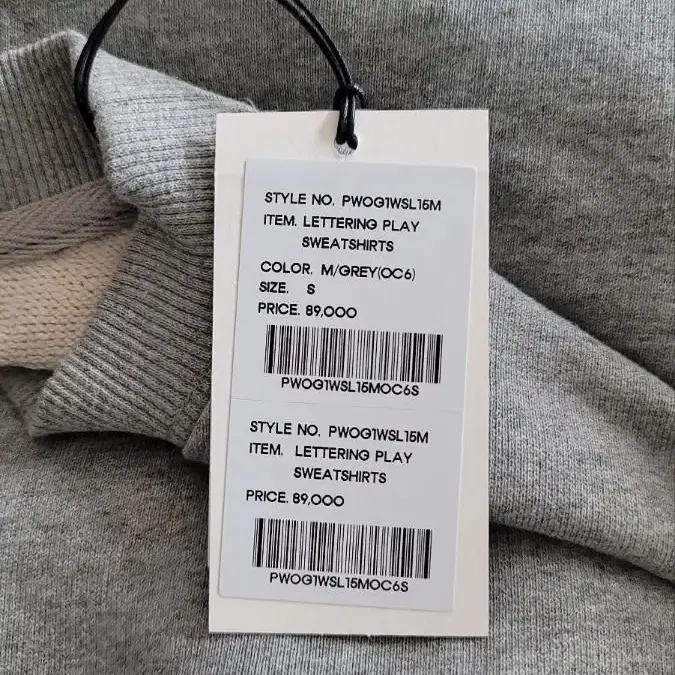 STYLE NO. PWOG1WSL15M
ITEM. LETTERING PLAY
SWEATSHIRTS
COLOR. M/GREY(OC6)
SIZE. S
PRICE. 89,000
PWOG1WSL15MOC6S
STYLE NO. PWOG1WSL15M
ITEM. LETTERING PLAY
SWEATSHIRTS
PRICE. 89,000
PWOG1WSL15MOC6S